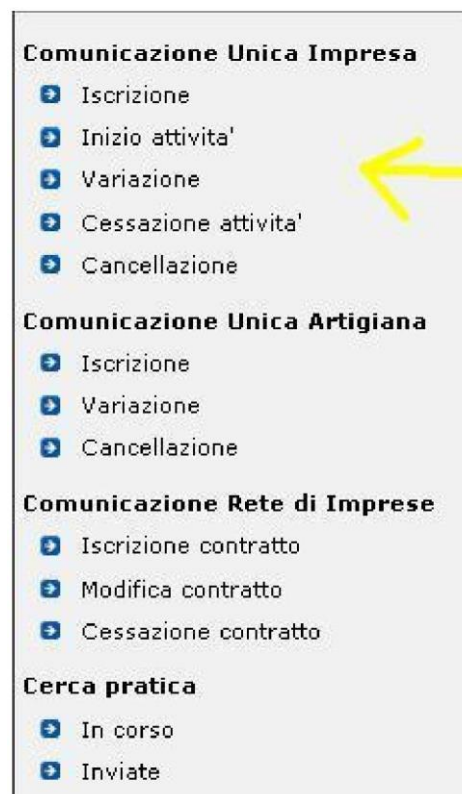 Comunicazione Unica Impresa
Iscrizione
Inizio attivita'
Variazione
Cessazione attivita'
Cancellazione
Comunicazione Unica Artigiana
Iscrizione
Variazione
Cancellazione
Comunicazione Rete di Imprese
Iscrizione contratto
Modifica contratto
Cessazione contratto
Cerca pratica
In corso
Inviate